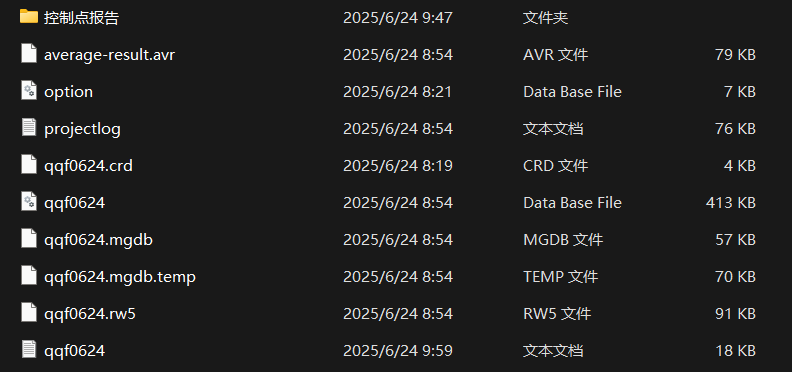 控制点报告 2025/6/24 9:47 文件夹
average-result.avr 2025/6/24 8:54 AVR 文件 79 KB
option 2025/6/24 8:21 Data Base File 7 KB
projectlog 2025/6/24 8:54 文本文档 76 KB
qqf0624.crd 2025/6/24 8:19 CRD 文件 4 KB
qqf0624 2025/6/24 8:54 Data Base File 413 KB
qqf0624.mgdb 2025/6/24 8:54 MGDB 文件 57 KB
qqf0624.mgdb.temp 2025/6/24 8:54 TEMP 文件 70 KB
qqf0624.rw5 2025/6/24 8:54 RW5 文件 91 KB
qqf0624 2025/6/24 9:59 文本文档 18 KB